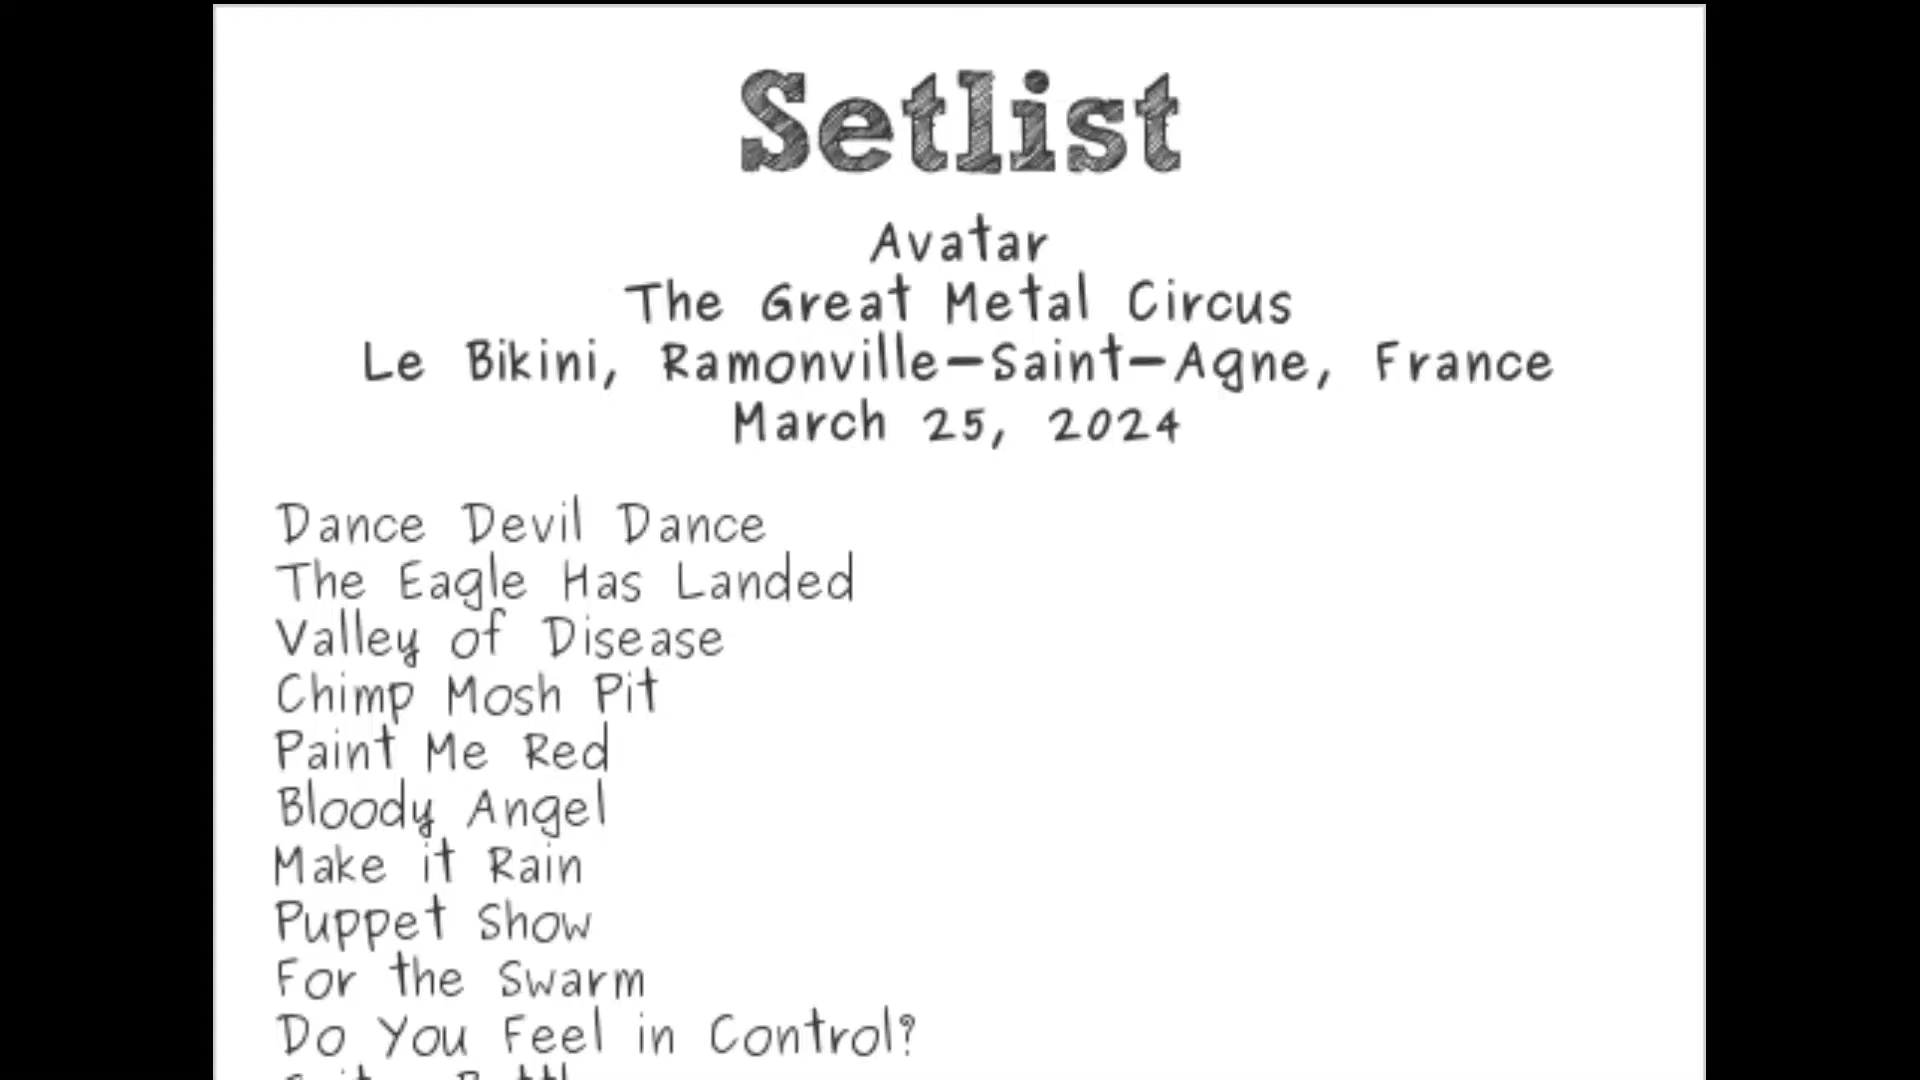 Setlist
Avatar
The Great Metal Circus
Le Bikini, Ramonville-Saint-Agne, France
March 25, 2024
Dance Devil Dance
The Eagle Has Landed
Valley of Disease
Chimp Mosh Pit
Paint Me Red
Bloody Angel
Make it Rain
Puppet Show
For the Swarm
Do You Feel in Control?